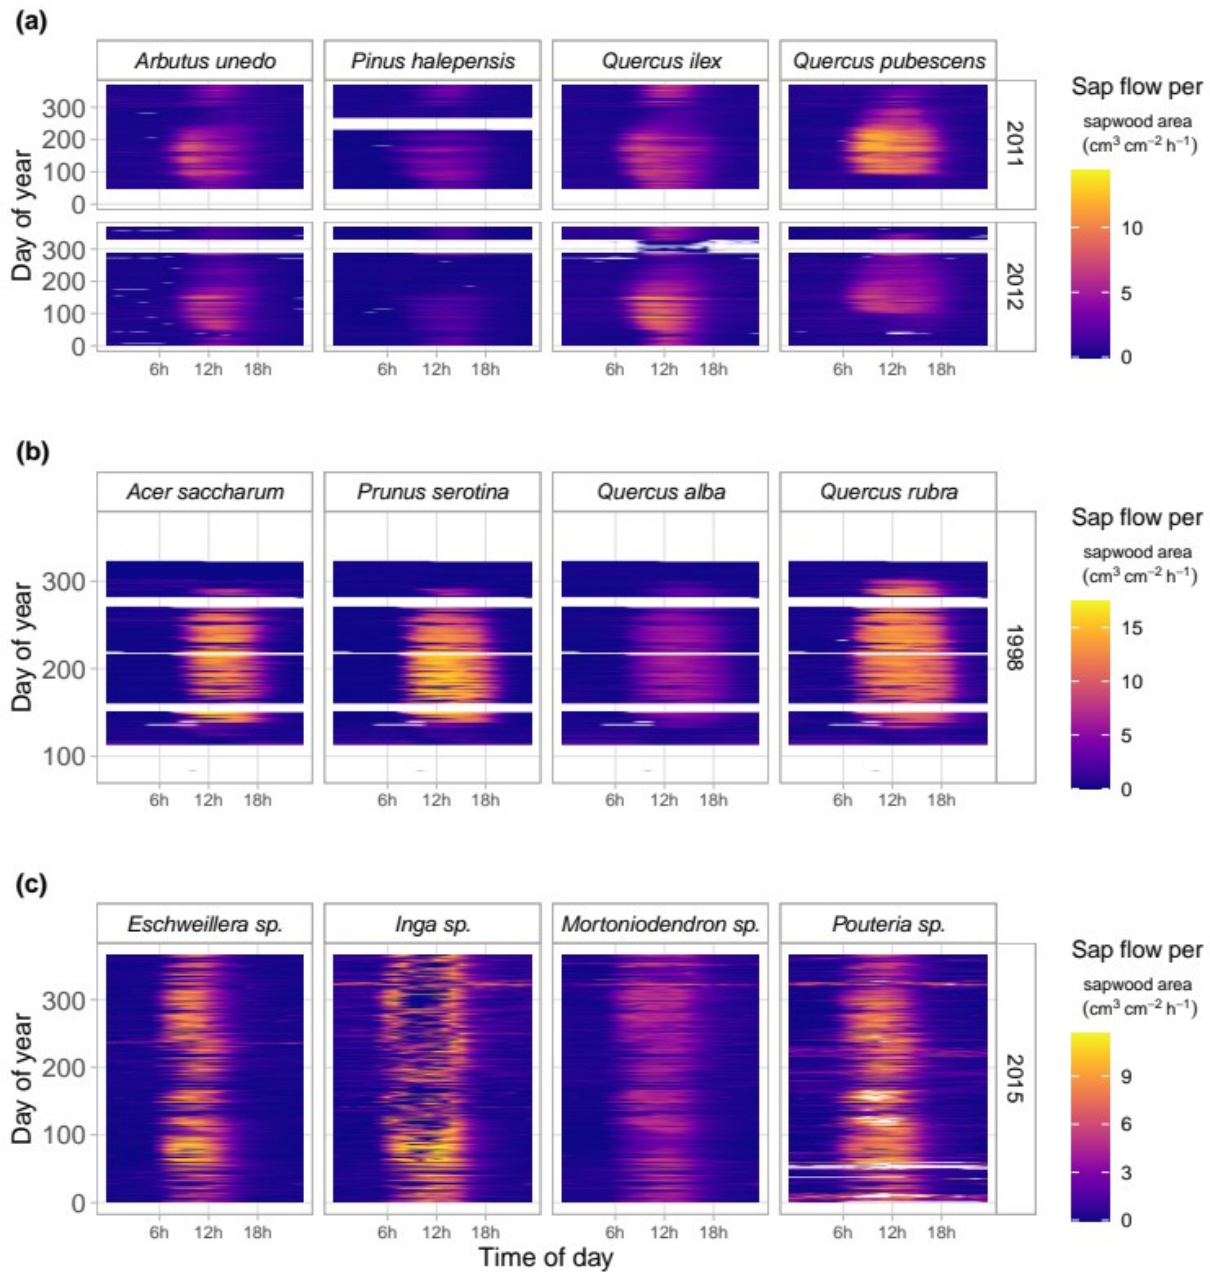 (a)
Arbutus unedo Pinus halepensis Quercus ilex Quercus pubescens
Sap flow per
sapwood area
(cm³ cm⁻² h⁻¹)
10
5
0
Day of year
300
200
100
0
2011
Day of year
300
200
100
0
2012
6h 12h 18h 6h 12h 18h 6h 12h 18h 6h 12h 18h
(b)
Acer saccharum Prunus serotina Quercus alba Quercus rubra
Sap flow per
sapwood area
(cm³ cm⁻² h⁻¹)
15
10
5
0
Day of year
300
200
100
1998
6h 12h 18h 6h 12h 18h 6h 12h 18h 6h 12h 18h
(c)
Eschweillera sp. Inga sp. Mortoniodendron sp. Pouteria sp.
Sap flow per
sapwood area
(cm³ cm⁻² h⁻¹)
9
6
3
0
Day of year
300
200
100
0
2015
6h 12h 18h 6h 12h 18h 6h 12h 18h 6h 12h 18h
Time of day